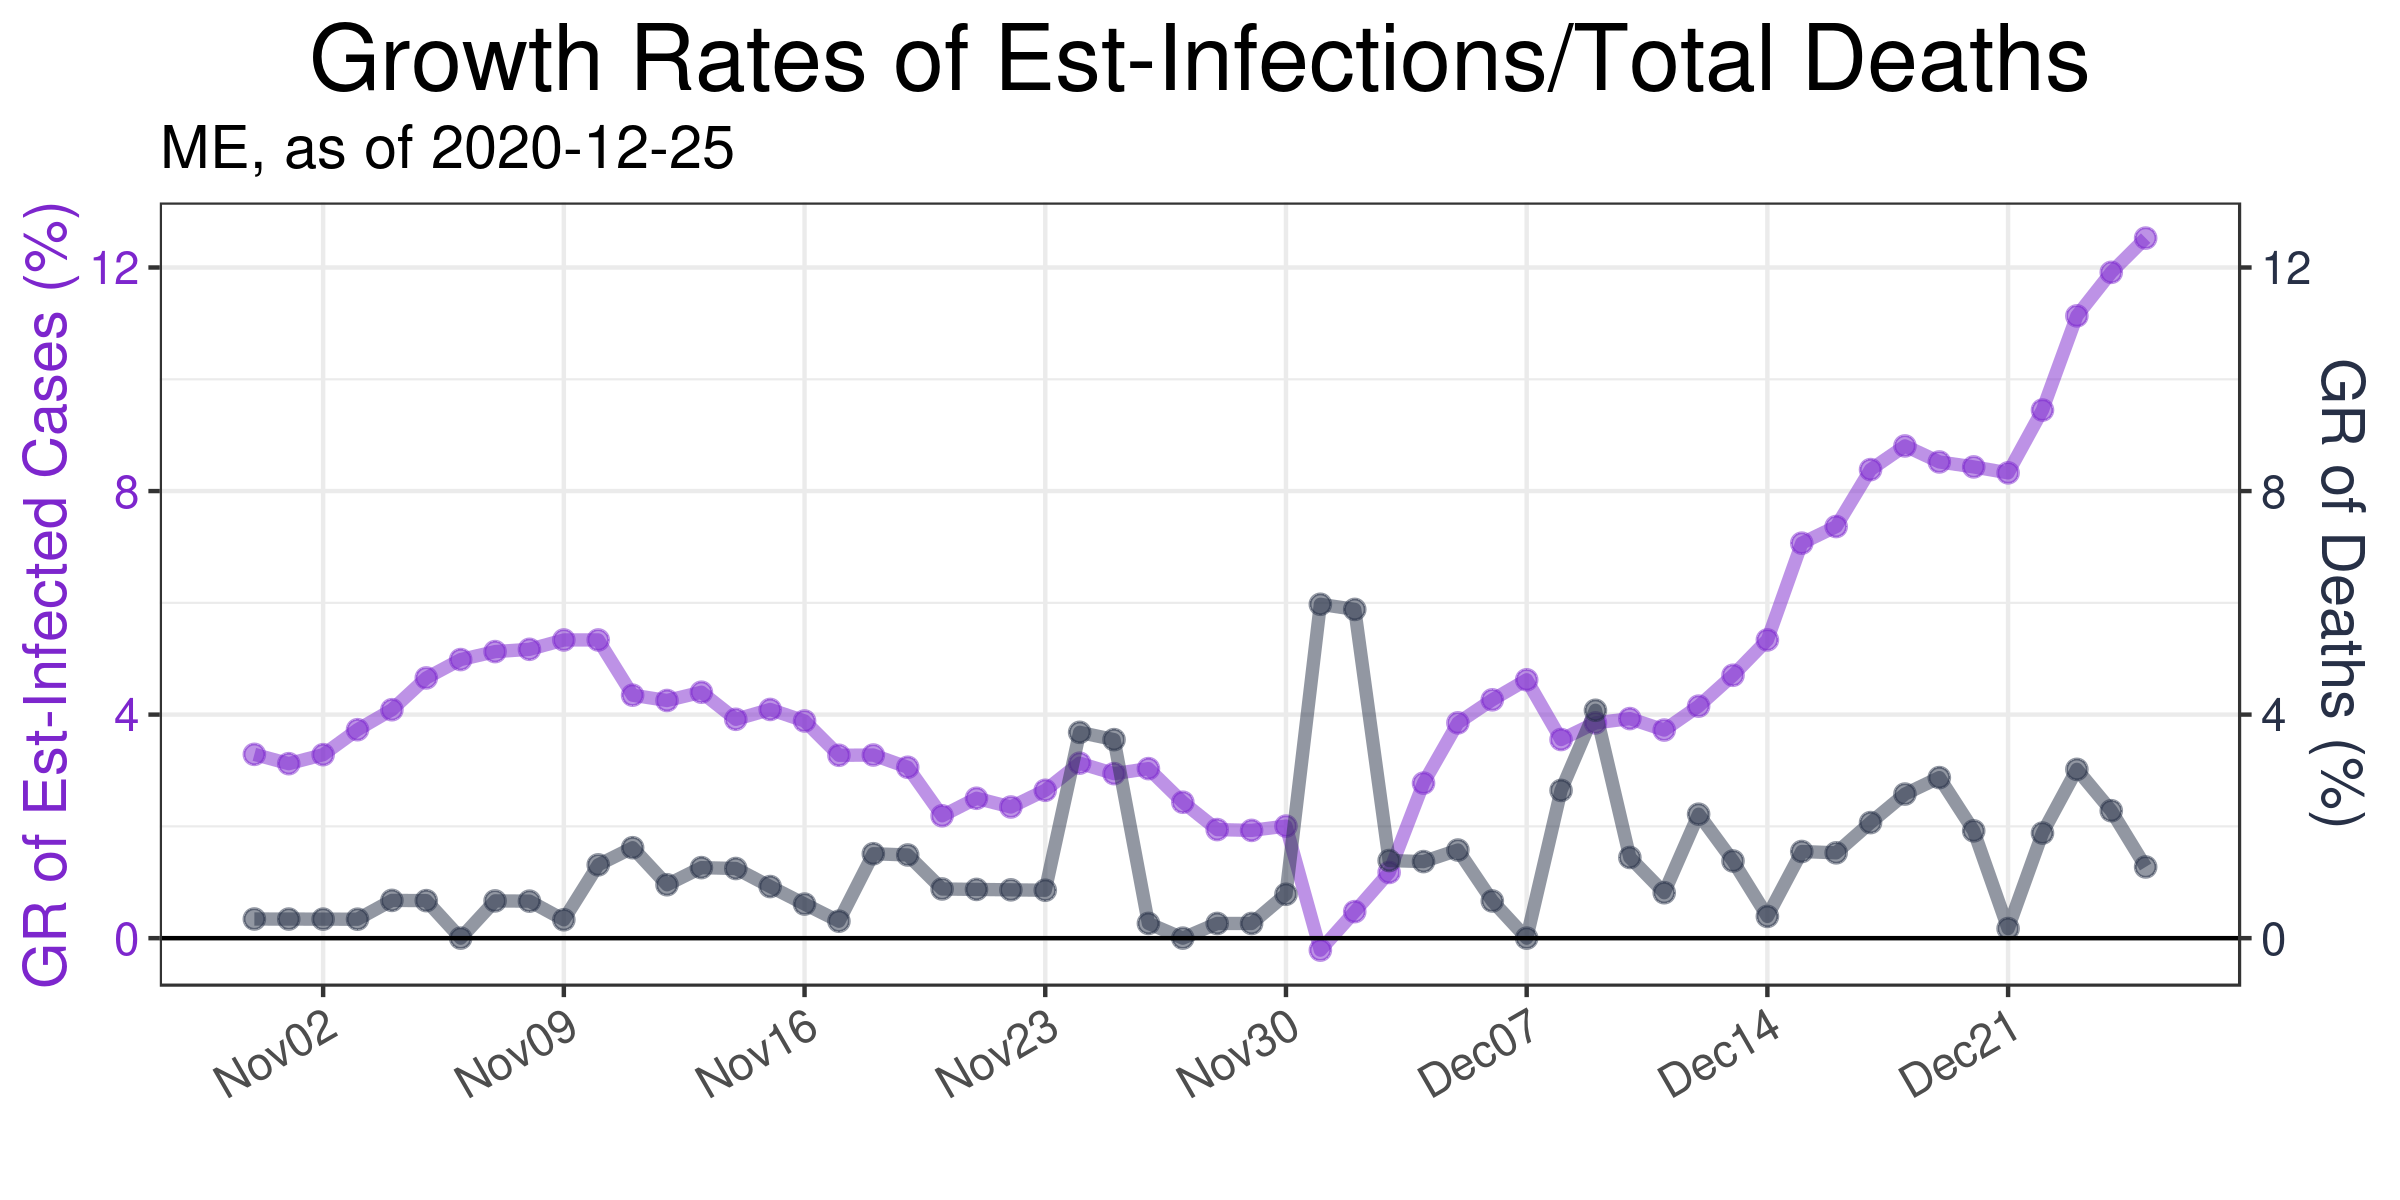 Growth Rates of Est-Infections/Total Deaths
ME, as of 2020-12-25
GR of Est-Infected Cases (%)
12
8
4
0
12
8
4
0
GR of Deaths (%)
Nov02
Nov09
Nov16
Nov23
Nov30
Dec07
Dec14
Dec21